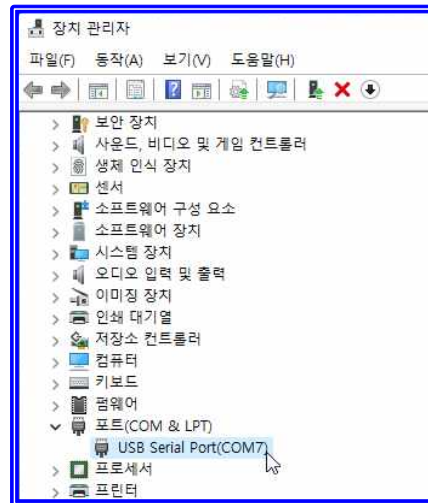 장치 관리자
파일(F) 동작(A) 보기(V) 도움말(H)
보안 장치
사운드, 비디오 및 게임 컨트롤러
생체 인식 장치
센서
소프트웨어 구성 요소
소프트웨어 장치
시스템 장치
오디오 입력 및 출력
이미징 장치
인쇄 대기열
저장소 컨트롤러
컴퓨터
키보드
펌웨어
포트(COM & LPT)
USB Serial Port(COM7)
프로세서
프린터